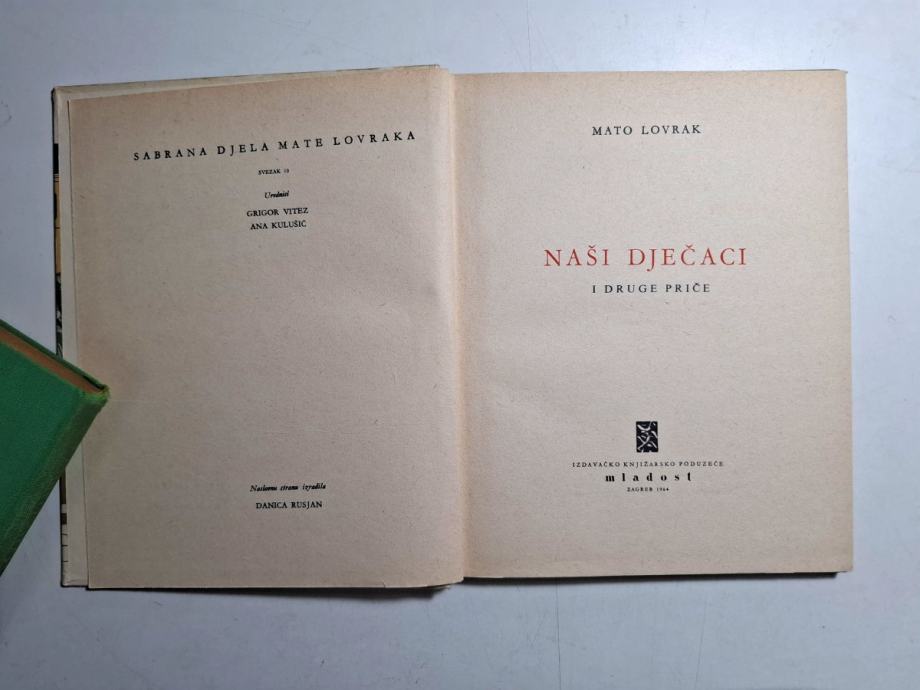 SABRANA DJELA MATE LOVRAKA
SVEZAK 10
Urednici
GRIGOR VITEZ
ANA KULUŠIĆ
Naslovnu stranu izradila
DANICA RUSJAN
MATO LOVRAK
NAŠI DJEČACI
I DRUGE PRIČE
IZDAVAČKO KNJIŽARSKO PODUZEĆE
mladost
ZAGREB 1964